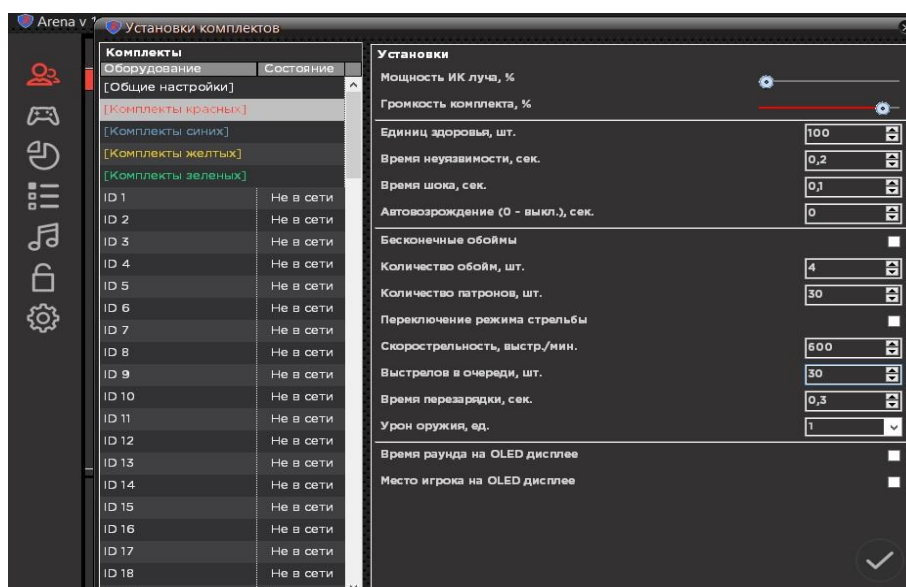 Arena v 1
Установки комплектов
Комплекты
Оборудование Состояние
[Общие настройки]
[Комплекты красных]
[Комплекты синих]
[Комплекты желтых]
[Комплекты зеленых]
ID 1 Не в сети
ID 2 Не в сети
ID 3 Не в сети
ID 4 Не в сети
ID 5 Не в сети
ID 6 Не в сети
ID 7 Не в сети
ID 8 Не в сети
ID 9 Не в сети
ID 10 Не в сети
ID 11 Не в сети
ID 12 Не в сети
ID 13 Не в сети
ID 14 Не в сети
ID 15 Не в сети
ID 16 Не в сети
ID 17 Не в сети
ID 18 Не в сети
Установки
Мощность ИК луча, %
Громкость комплекта, %
Единиц здоровья, шт. 100
Время неуязвимости, сек. 0,2
Время шока, сек. 0,1
Автовозрождение (0 - выкл.), сек. 0
Бесконечные обоймы
Количество обойм, шт. 4
Количество патронов, шт. 30
Переключение режима стрельбы
Скорострельность, выстр./мин. 600
Выстрелов в очереди, шт. 30
Время перезарядки, сек. 0,3
Урон оружия, ед. 1
Время раунда на OLED дисплее
Место игрока на OLED дисплее